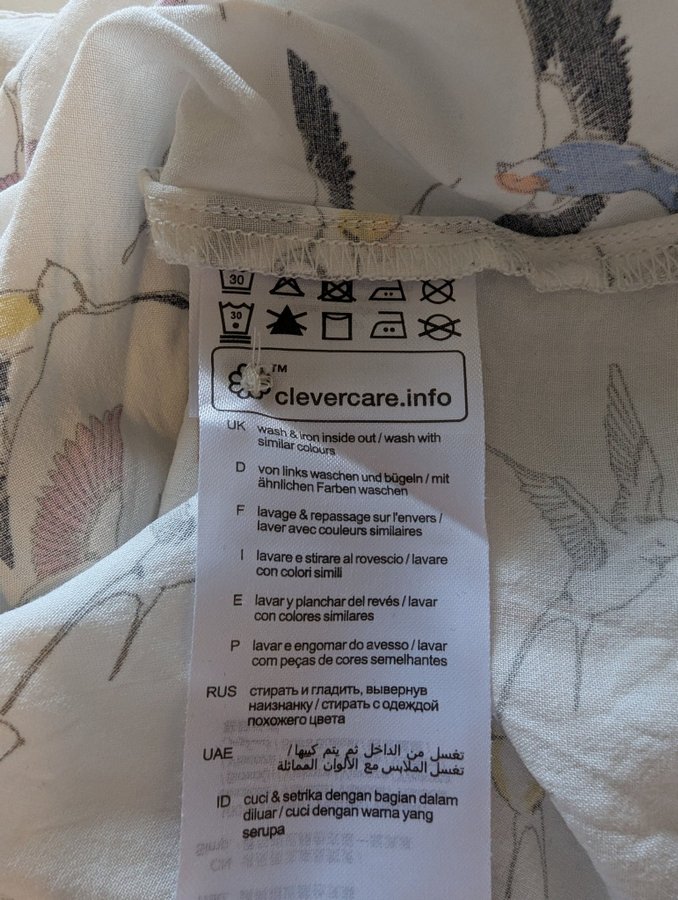 30
30
™
clevercare.info
UK wash & iron inside out / wash with
similar colours
D von links waschen und bügeln / mit
ähnlichen Farben waschen
F lavage & repassage sur l'envers /
laver avec couleurs similaires
I lavare e stirare al rovescio / lavare
con colori simili
E lavar y planchar del revés / lavar
con colores similares
P lavar e engomar do avesso / lavar
com peças de cores semelhantes
RUS стирать и гладить, вывернув
наизнанку / стирать с одеждой
похожего цвета
UAE تغسل من الداخل ثم يتم كيها /
تغسل الملابس مع الألوان المماثلة
ID cuci & setrika dengan bagian dalam
diluar / cuci dengan warna yang
serupa